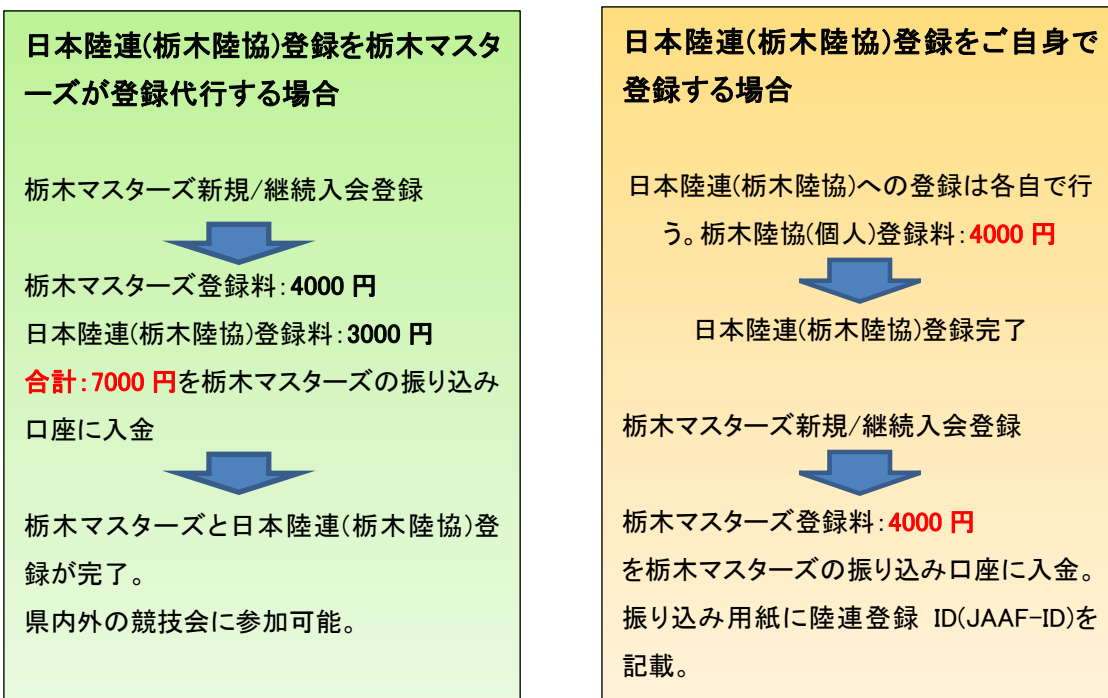 日本陸連(栃木陸協)登録を栃木マスタ
ーズが登録代行する場合
栃木マスターズ新規/継続入会登録
栃木マスターズ登録料：4000 円
日本陸連(栃木陸協)登録料：3000 円
合計：7000 円を栃木マスターズの振り込み
口座に入金
栃木マスターズと日本陸連(栃木陸協)登
録が完了。
県内外の競技会に参加可能。
日本陸連(栃木陸協)登録をご自身で
登録する場合
日本陸連(栃木陸協)への登録は各自で行
う。栃木陸協(個人)登録料：4000 円
日本陸連(栃木陸協)登録完了
栃木マスターズ新規/継続入会登録
栃木マスターズ登録料：4000 円
を栃木マスターズの振り込み口座に入金。
振り込み用紙に陸連登録 ID(JAAF-ID)を
記載。